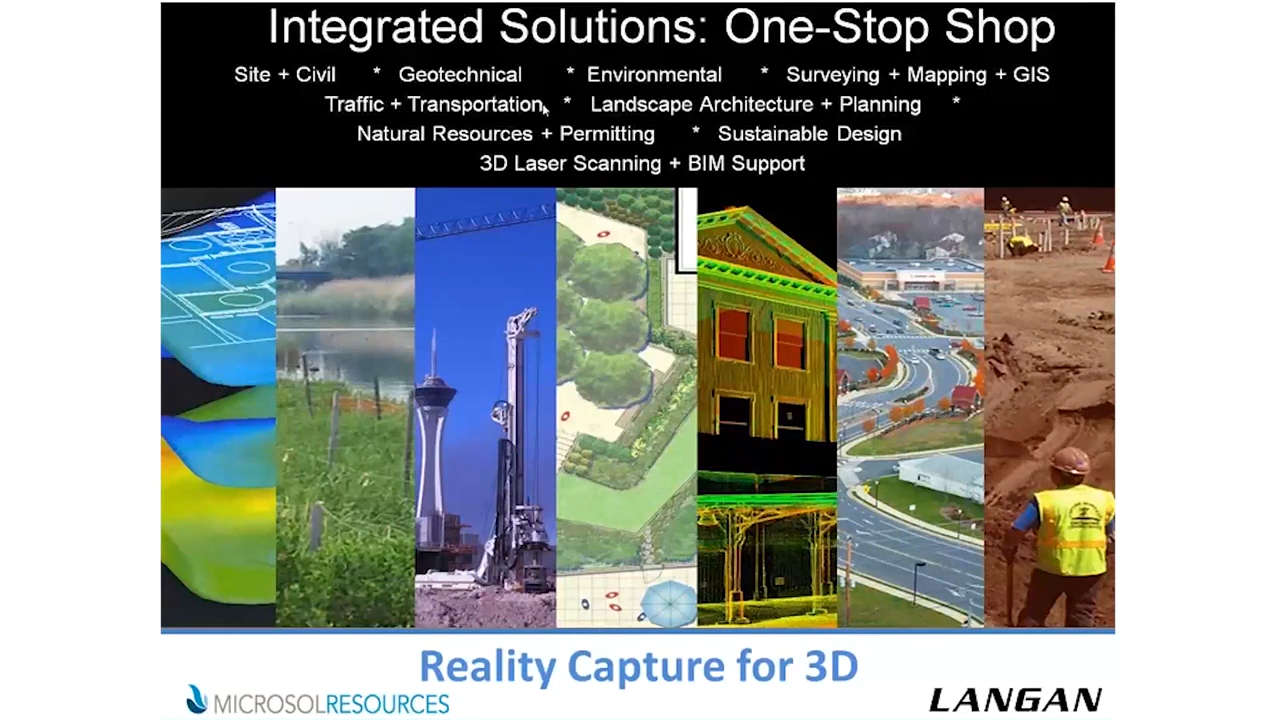 Integrated Solutions: One-Stop Shop
Site + Civil * Geotechnical * Environmental * Surveying + Mapping + GIS
Traffic + Transportation * Landscape Architecture + Planning *
Natural Resources + Permitting * Sustainable Design
3D Laser Scanning + BIM Support
Reality Capture for 3D
MICROSOLRESOURCES
LANGAN